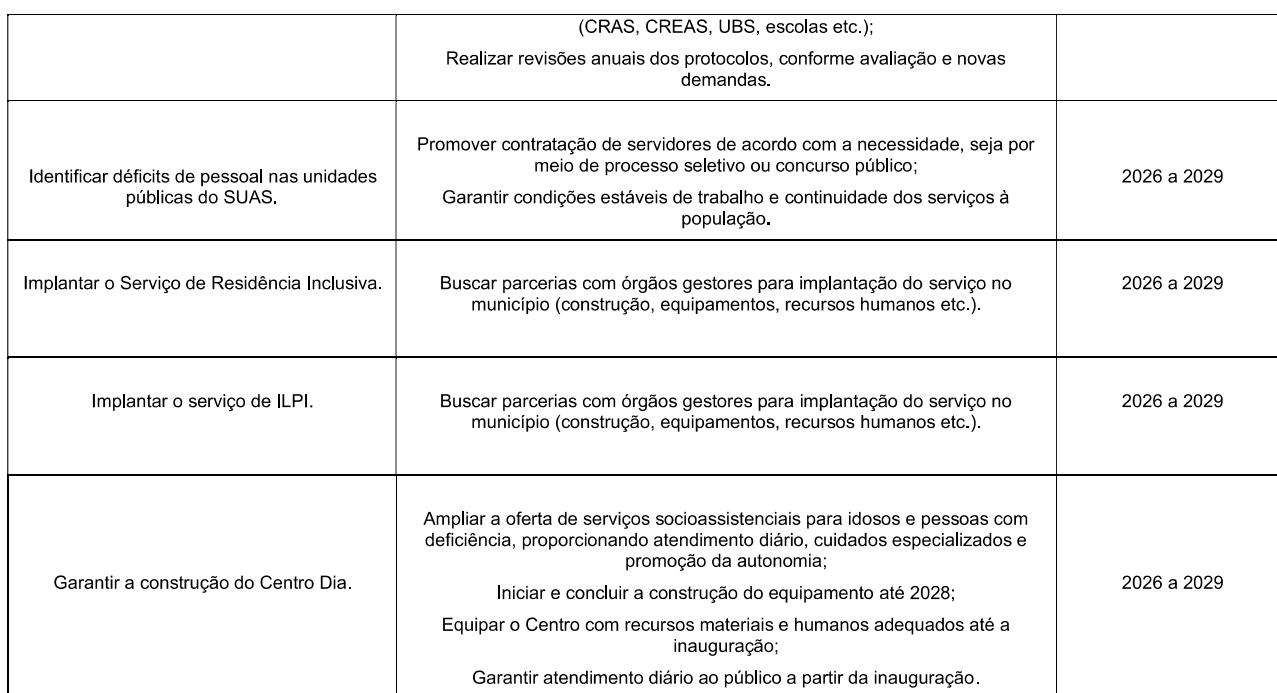 (CRAS, CREAS, UBS, escolas etc.);
Realizar revisões anuais dos protocolos, conforme avaliação e novas
demandas.
Identificar déficits de pessoal nas unidades
públicas do SUAS.
Promover contratação de servidores de acordo com a necessidade, seja por
meio de processo seletivo ou concurso público;
Garantir condições estáveis de trabalho e continuidade dos serviços à
população.
2026 a 2029
Implantar o Serviço de Residência Inclusiva.
Buscar parcerias com órgãos gestores para implantação do serviço no
município (construção, equipamentos, recursos humanos etc.).
2026 a 2029
Implantar o serviço de ILPI.
Buscar parcerias com órgãos gestores para implantação do serviço no
município (construção, equipamentos, recursos humanos etc.).
2026 a 2029
Garantir a construção do Centro Dia.
Ampliar a oferta de serviços socioassistenciais para idosos e pessoas com
deficiência, proporcionando atendimento diário, cuidados especializados e
promoção da autonomia;
Iniciar e concluir a construção do equipamento até 2028;
Equipar o Centro com recursos materiais e humanos adequados até a
inauguração;
Garantir atendimento diário ao público a partir da inauguração.
2026 a 2029